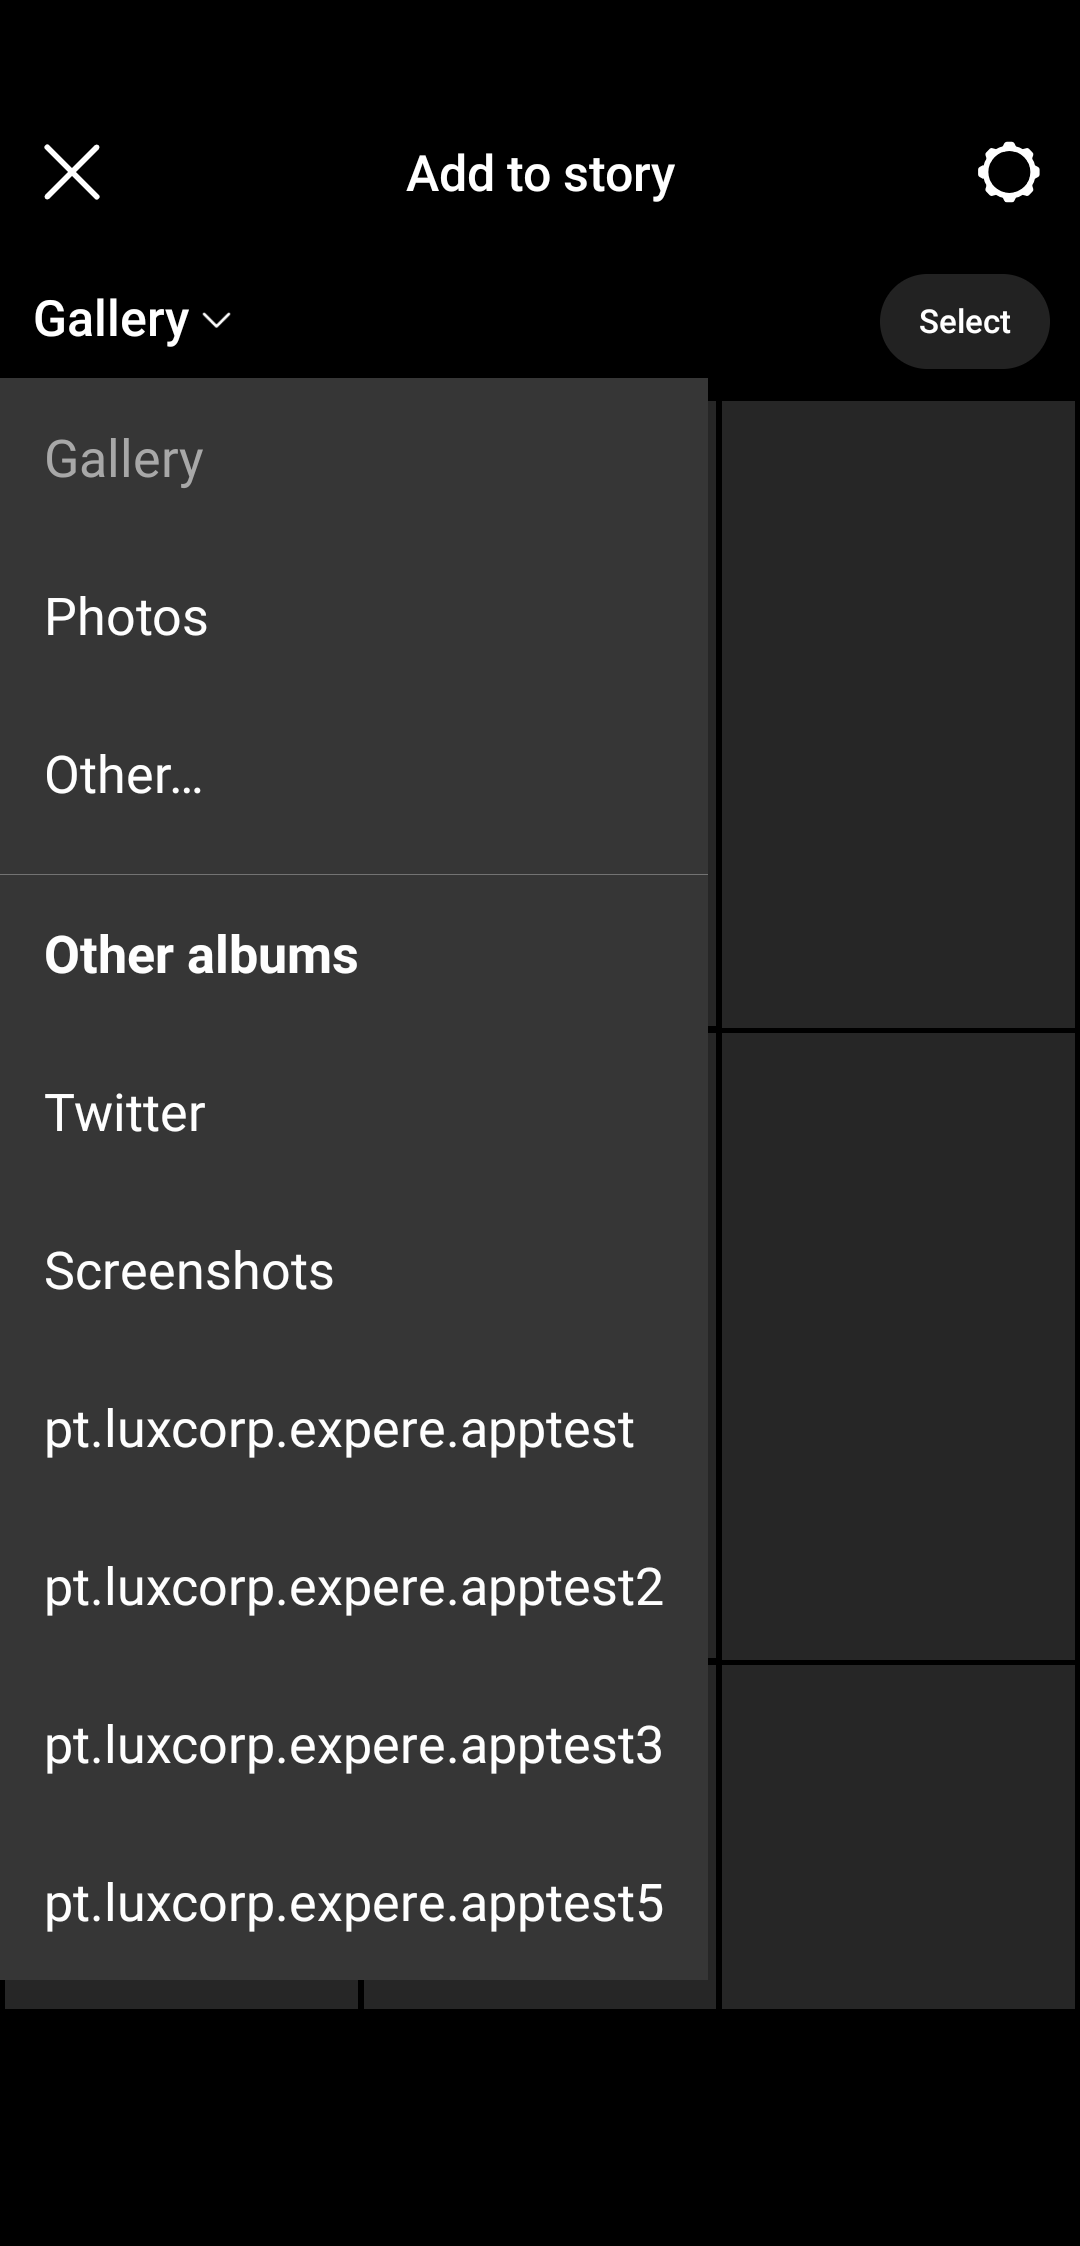 Add to story
Gallery
Select
Gallery
Photos
Other...
Other albums
Twitter
Screenshots
pt.luxcorp.expere.apptest
pt.luxcorp.expere.apptest2
pt.luxcorp.expere.apptest3
pt.luxcorp.expere.apptest5